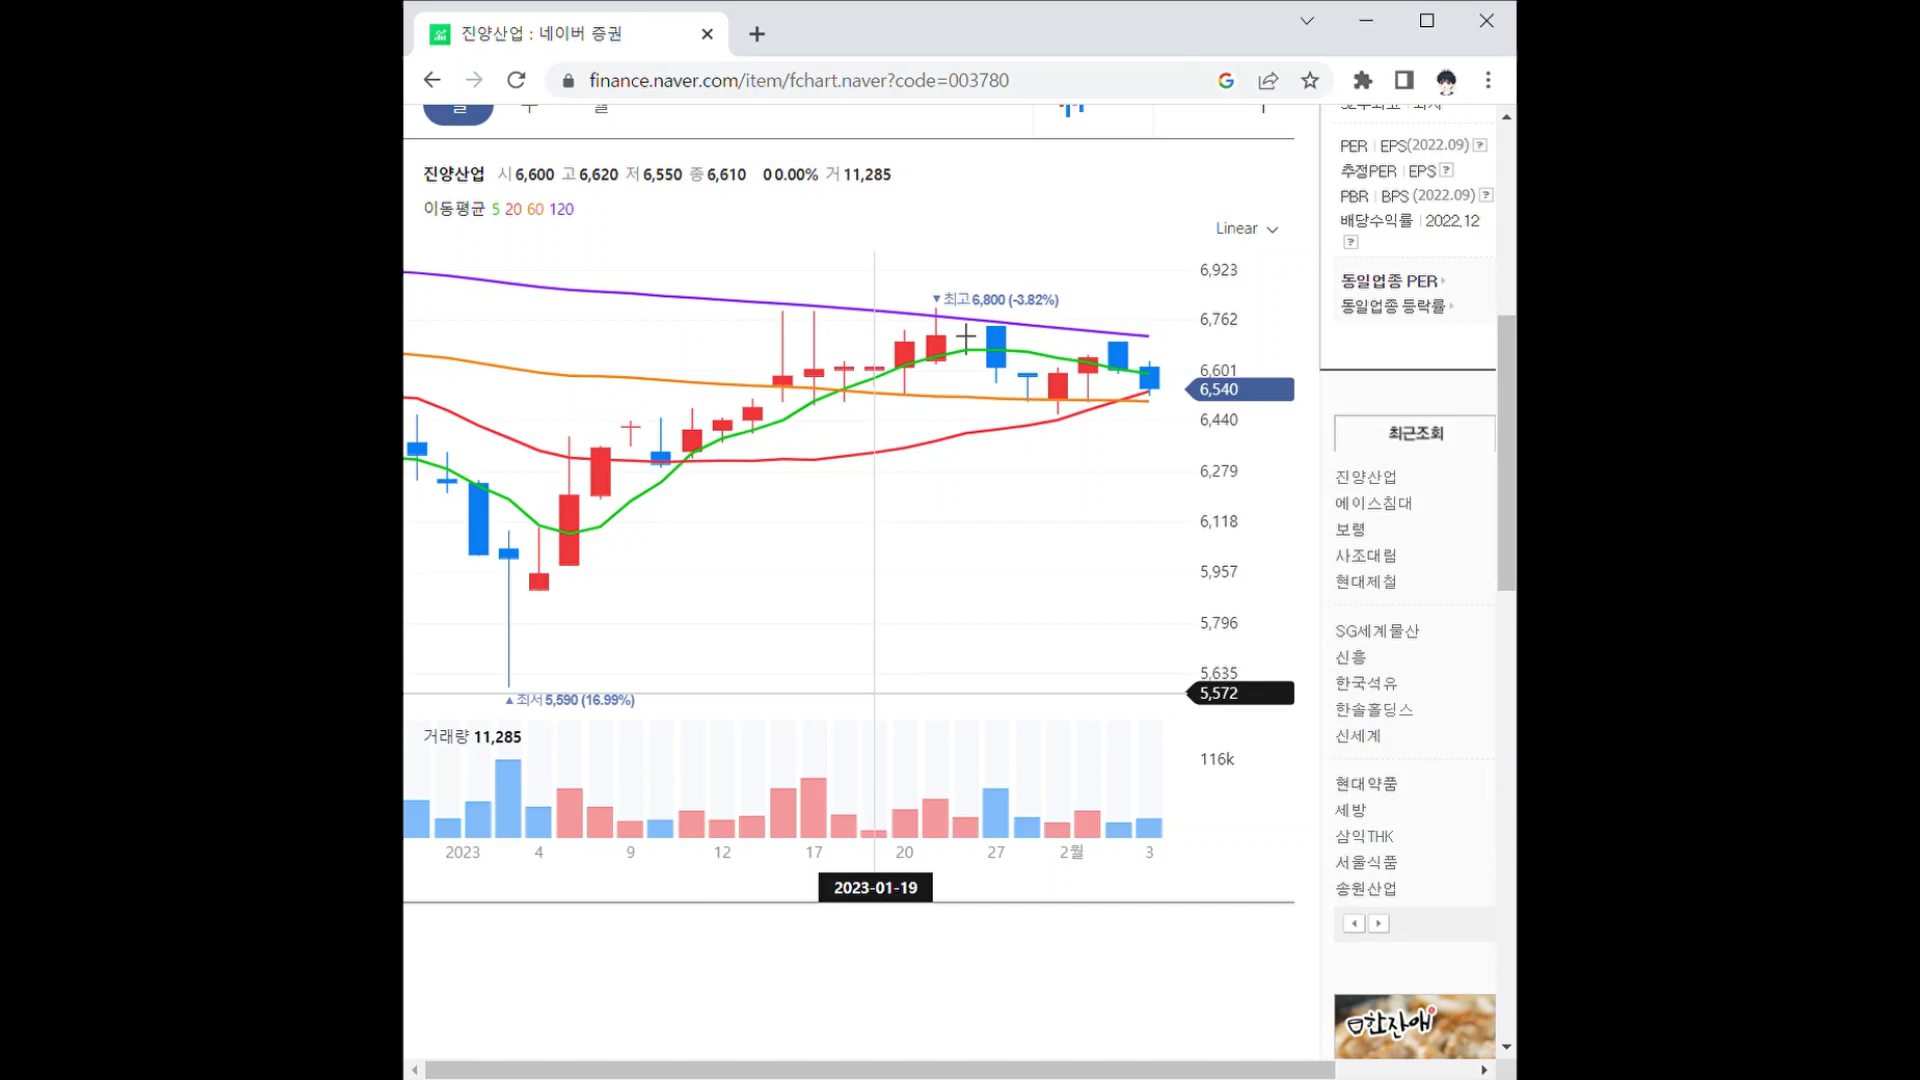 진양산업 : 네이버 증권
finance.naver.com/item/fchart.naver?code=003780
진양산업 시 6,600 고 6,620 저 6,550 종 6,610 0 0.00% 거 11,285
이동평균 5 20 60 120
Linear
6,923
▼최고 6,800 (-3.82%)
6,762
6,601
6,540
6,440
6,279
6,118
5,957
5,796
5,635
5,572
▲최저 5,590 (16.99%)
거래량 11,285
116k
2023 4 9 12 17 20 27 2월 3
2023-01-19
PER | EPS(2022.09) ?
추정PER | EPS ?
PBR | BPS (2022.09) ?
배당수익률 | 2022.12
?
동일업종 PER
동일업종 등락률
최근조회
진양산업
에이스침대
보령
사조대림
현대제철
SG세계물산
신흥
한국석유
한솔홀딩스
신세계
현대약품
세방
삼익THK
서울식품
송원산업
한잔애